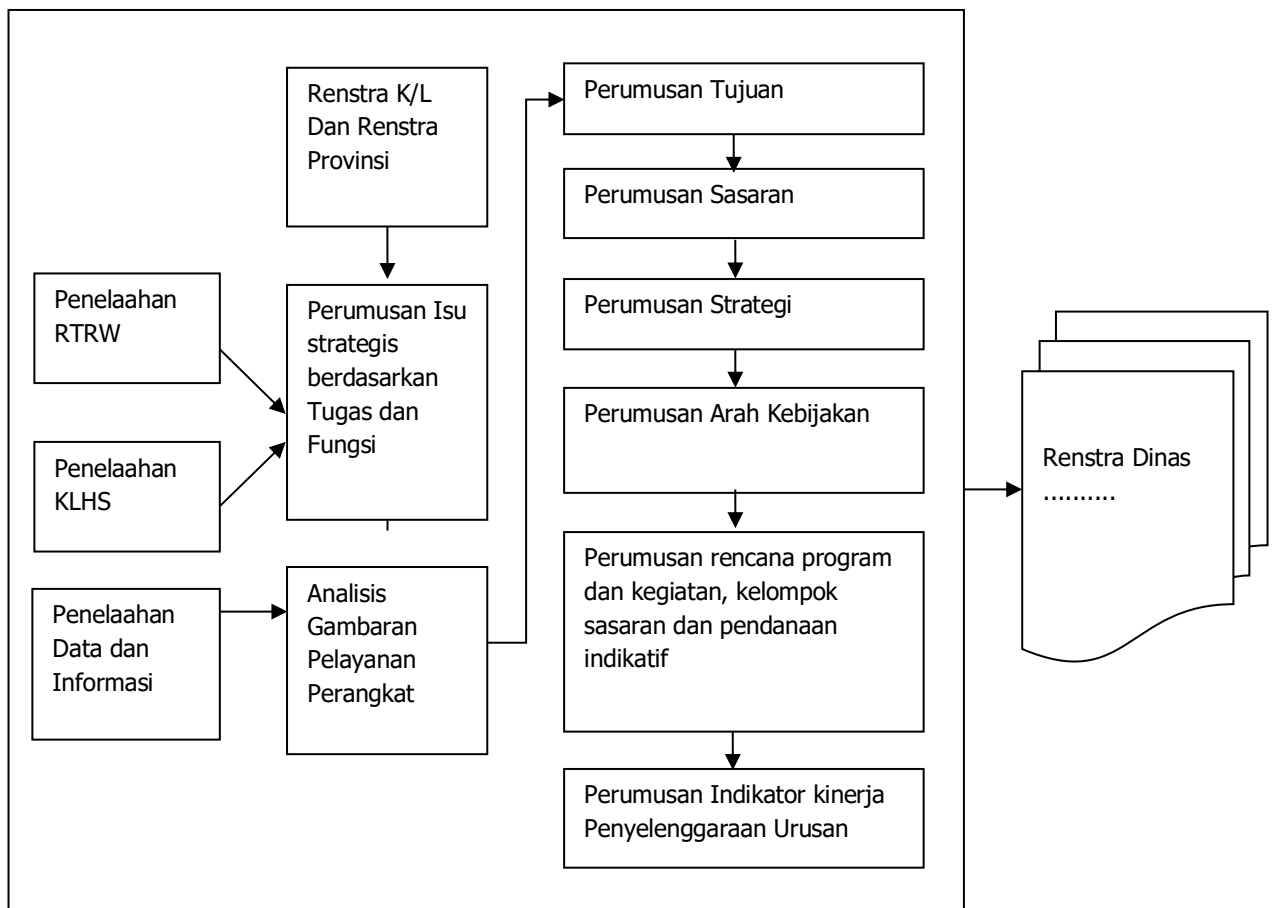 Renstra K/L
Dan Renstra
Provinsi
Penelaahan
RTRW
Perumusan Isu
strategis
berdasarkan
Tugas dan
Fungsi
Penelaahan
KLHS
Penelaahan
Data dan
Informasi
Analisis
Gambaran
Pelayanan
Perangkat
Perumusan Tujuan
Perumusan Sasaran
Perumusan Strategi
Perumusan Arah Kebijakan
Perumusan rencana program
dan kegiatan, kelompok
sasaran dan pendanaan
indikatif
Perumusan Indikator kinerja
Penyelenggaraan Urusan
Renstra Dinas
..........